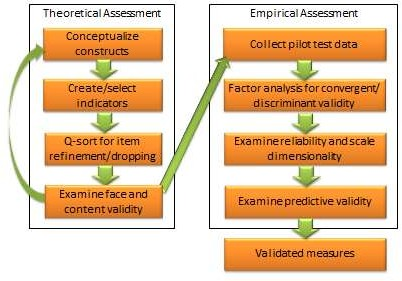 Theoretical Assessment
Conceptualize
constructs
Create/select
indicators
Q-sort for item
refinement/dropping
Examine face and
content validity
Empirical Assessment
Collect pilot test data
Factor analysis for convergent/
discriminant validity
Examine reliability and scale
dimensionality
Examine predictive validity
Validated measures